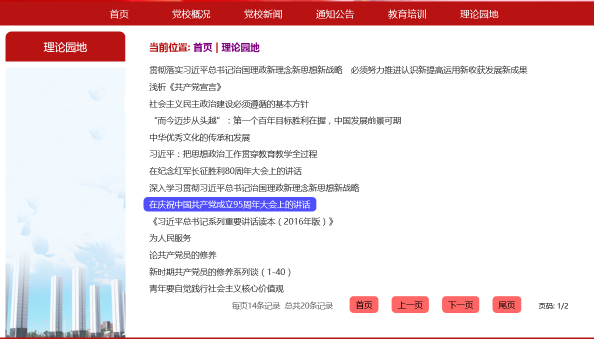 首页 党校概况 党校新闻 通知公告 教育培训 理论园地
理论园地
当前位置: 首页 | 理论园地
贯彻落实习近平总书记治国理政新理念新思想新战略 必须努力推进认识新提高运用新收获发展新成果
浅析《共产党宣言》
社会主义民主政治建设必须遵循的基本方针
“而今迈步从头越”：第一个百年目标胜利在握，中国发展前景可期
中华优秀文化的传承和发展
习近平：把思想政治工作贯穿教育教学全过程
在纪念红军长征胜利80周年大会上的讲话
深入学习贯彻习近平总书记治国理政新理念新思想新战略
在庆祝中国共产党成立95周年大会上的讲话
《习近平总书记系列重要讲话读本（2016年版）》
为人民服务
论共产党员的修养
新时期共产党员的修养系列谈（1-40）
青年要自觉践行社会主义核心价值观
每页14条记录 总共20条记录 首页 上一页 下一页 尾页 页码: 1/2